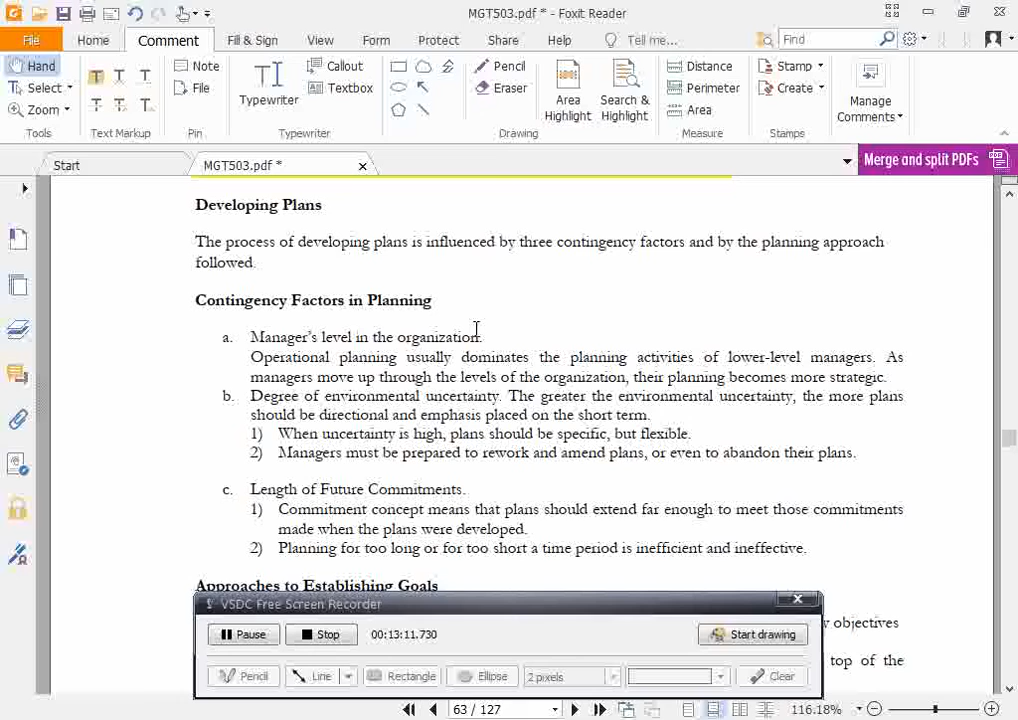 MGT503.pdf * - Foxit Reader
File Home Comment Fill & Sign View Form Protect Share Help Tell me... Find
Hand Note Callout Pencil Distance Stamp
Select File Typewriter Textbox Eraser Area Highlight Search & Highlight Perimeter Create Manage Comments
Zoom Area
Tools Text Markup Pin Typewriter Drawing Measure Stamps
Start MGT503.pdf * Merge and split PDFs
Developing Plans
The process of developing plans is influenced by three contingency factors and by the planning approach
followed.
Contingency Factors in Planning
a. Manager's level in the organization.
Operational planning usually dominates the planning activities of lower-level managers. As
managers move up through the levels of the organization, their planning becomes more strategic.
b. Degree of environmental uncertainty. The greater the environmental uncertainty, the more plans
should be directional and emphasis placed on the short term.
1) When uncertainty is high, plans should be specific, but flexible.
2) Managers must be prepared to rework and amend plans, or even to abandon their plans.
c. Length of Future Commitments.
1) Commitment concept means that plans should extend far enough to meet those commitments
made when the plans were developed.
2) Planning for too long or for too short a time period is inefficient and ineffective.
Approaches to Establishing Goals
VSDC Free Screen Recorder
objectives
Pause Stop 00:13:11.730 Start drawing
top of the
Pencil Line Rectangle Ellipse 2 pixels Clear
63 / 127 116.18%